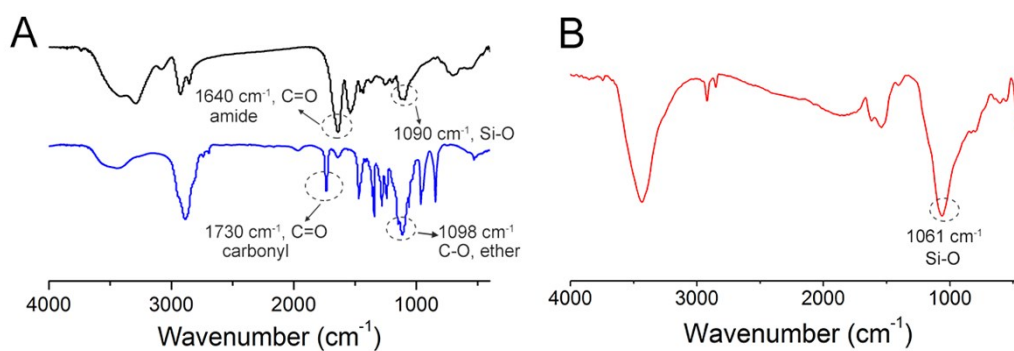 A
1640 cm⁻¹, C=O
amide
1090 cm⁻¹, Si-O
1730 cm⁻¹, C=O
carbonyl
1098 cm⁻¹
C-O, ether
4000 3000 2000 1000
Wavenumber (cm⁻¹)
B
1061 cm⁻¹
Si-O
4000 3000 2000 1000
Wavenumber (cm⁻¹)